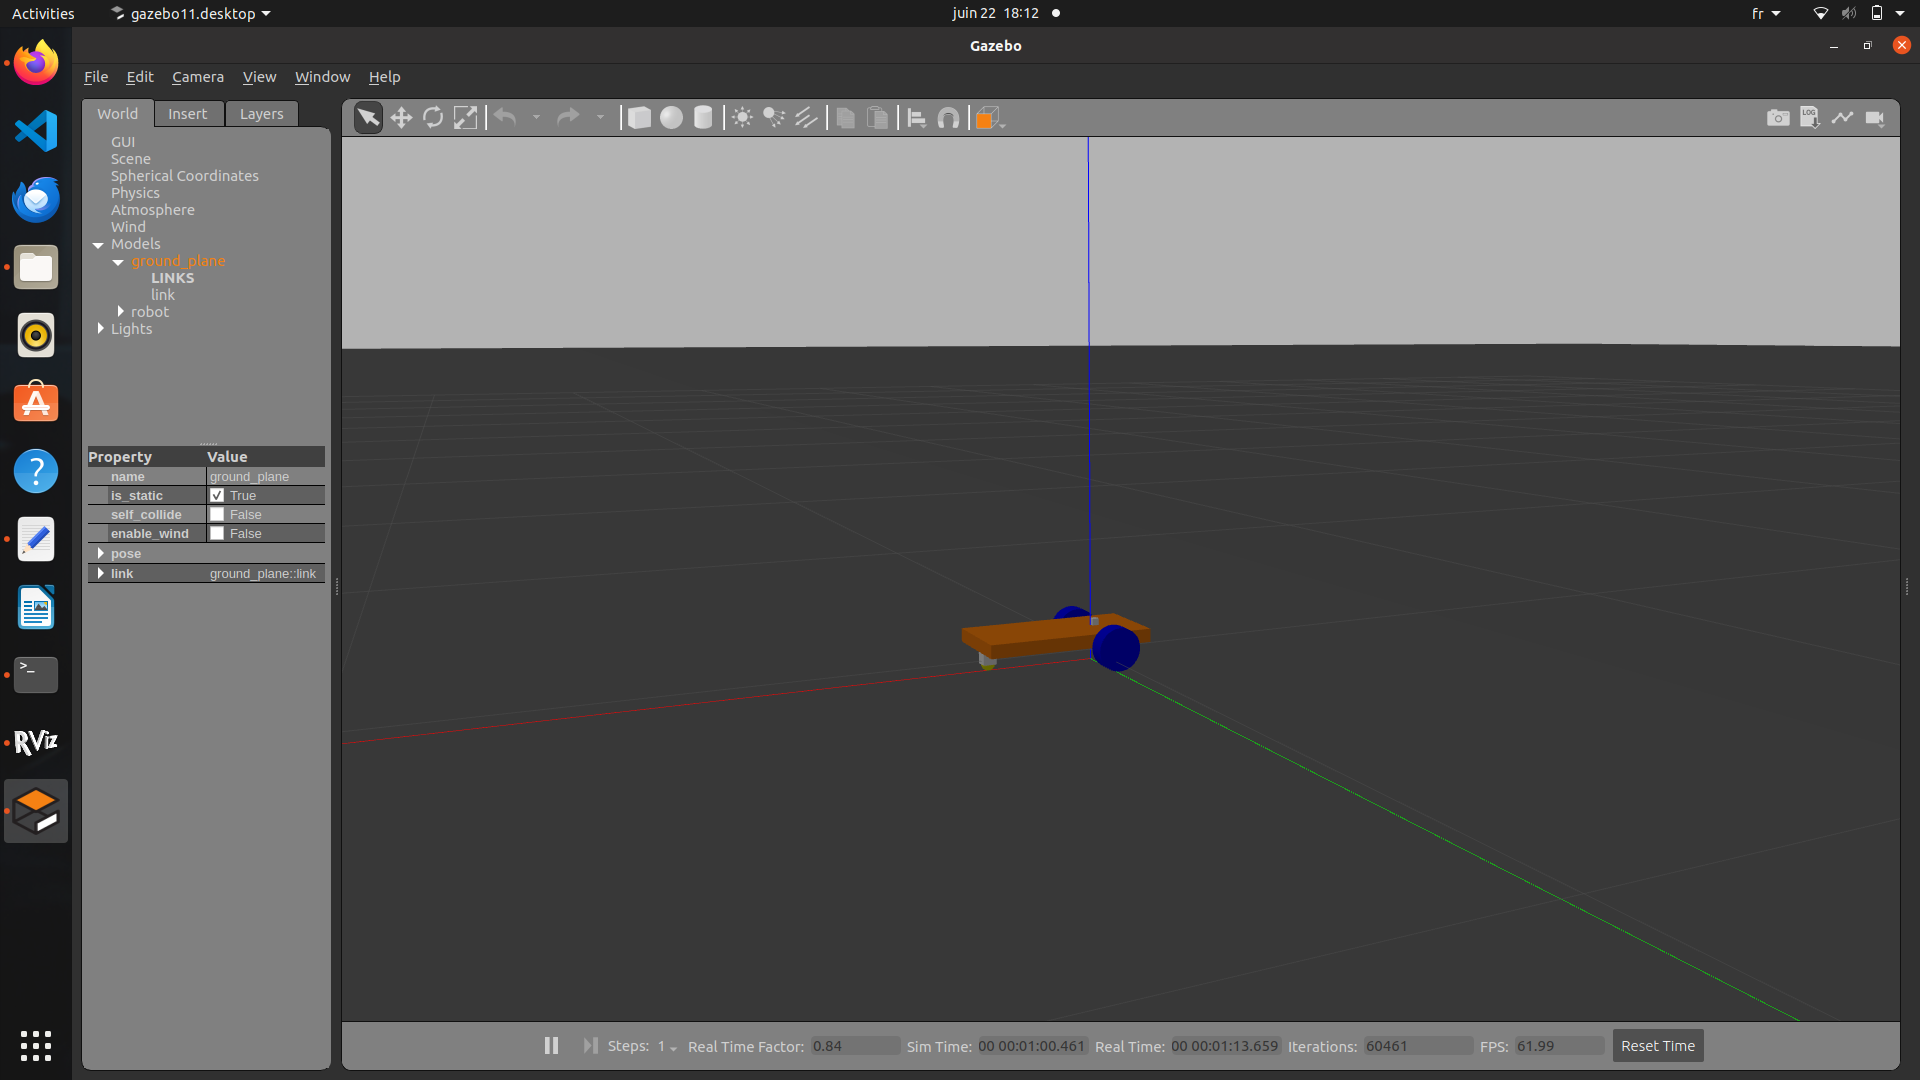 Activities
gazebo11.desktop
juin 22 18:12
fr
Gazebo
File Edit Camera View Window Help
World Insert Layers
GUI
Scene
Spherical Coordinates
Physics
Atmosphere
Wind
Models
ground_plane
LINKS
link
robot
Lights
Property Value
name ground_plane
is_static True
self_collide False
enable_wind False
pose
link ground_plane::link
LOG
>_
RViz
Steps: 1 Real Time Factor: 0.84 Sim Time: 00 00:01:00.461 Real Time: 00 00:01:13.659 Iterations: 60461 FPS: 61.99 Reset Time